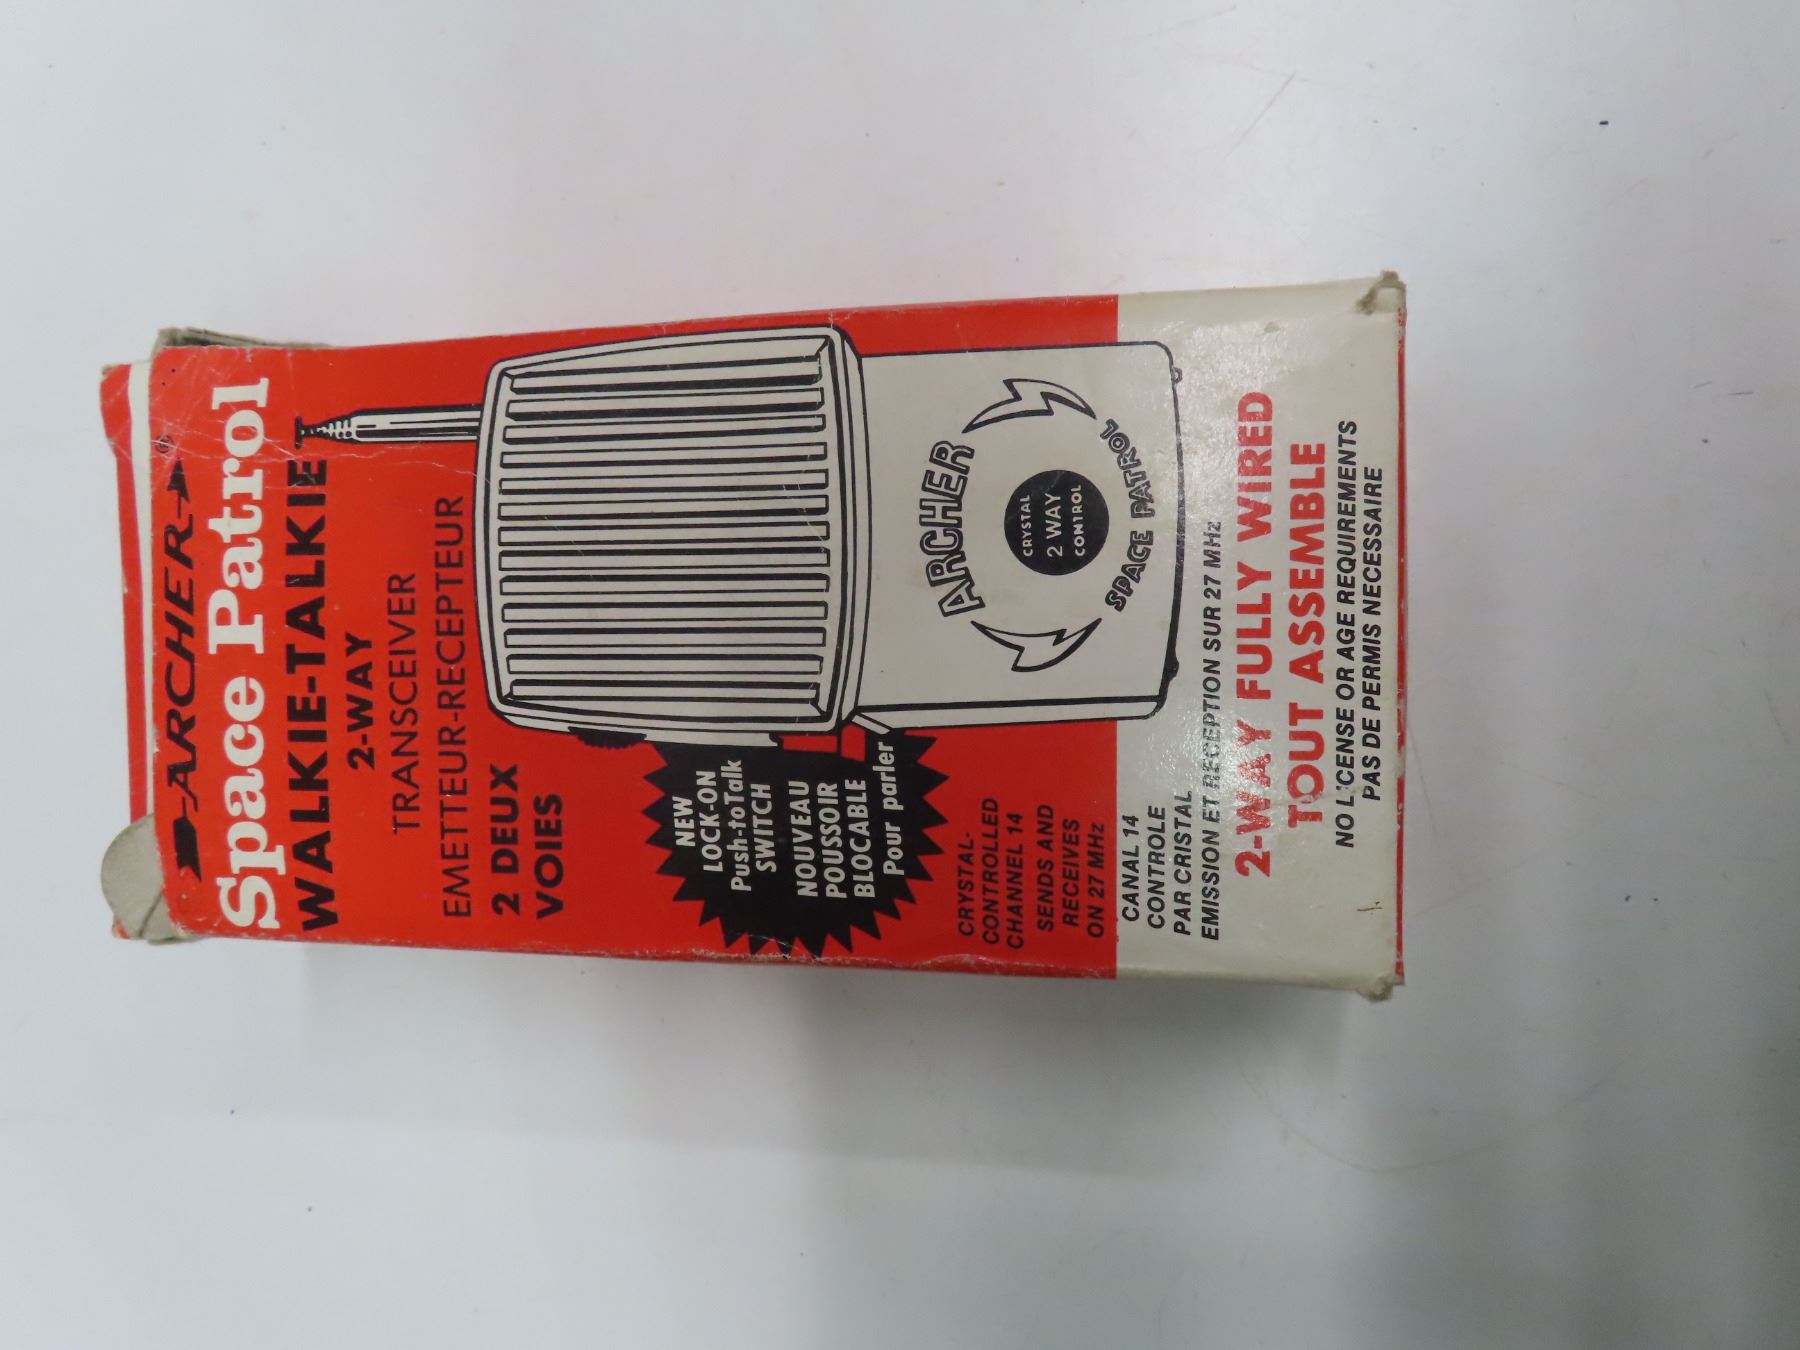 ARCHER®
Space Patrol
WALKIE-TALKIE
2-WAY
TRANSCEIVER
EMETTEUR-RECEPTEUR
2 DEUX
VOIES
NEW
LOCK-ON
Push-to-Talk
SWITCH
NOUVEAU
POUSSOIR
BLOCABLE
Pour parler
ARCHER
CRYSTAL
2 WAY
CONTROL
SPACE PATROL
CRYSTAL-
CONTROLLED
CHANNEL 14
SENDS AND
RECEIVES
ON 27 MHz
CANAL 14
CONTROLE
PAR CRISTAL
EMISSION ET RECEPTION SUR 27 MHz
2-WAY FULLY WIRED
TOUT ASSEMBLE
NO LICENSE OR AGE REQUIREMENTS
PAS DE PERMIS NECESSAIRE